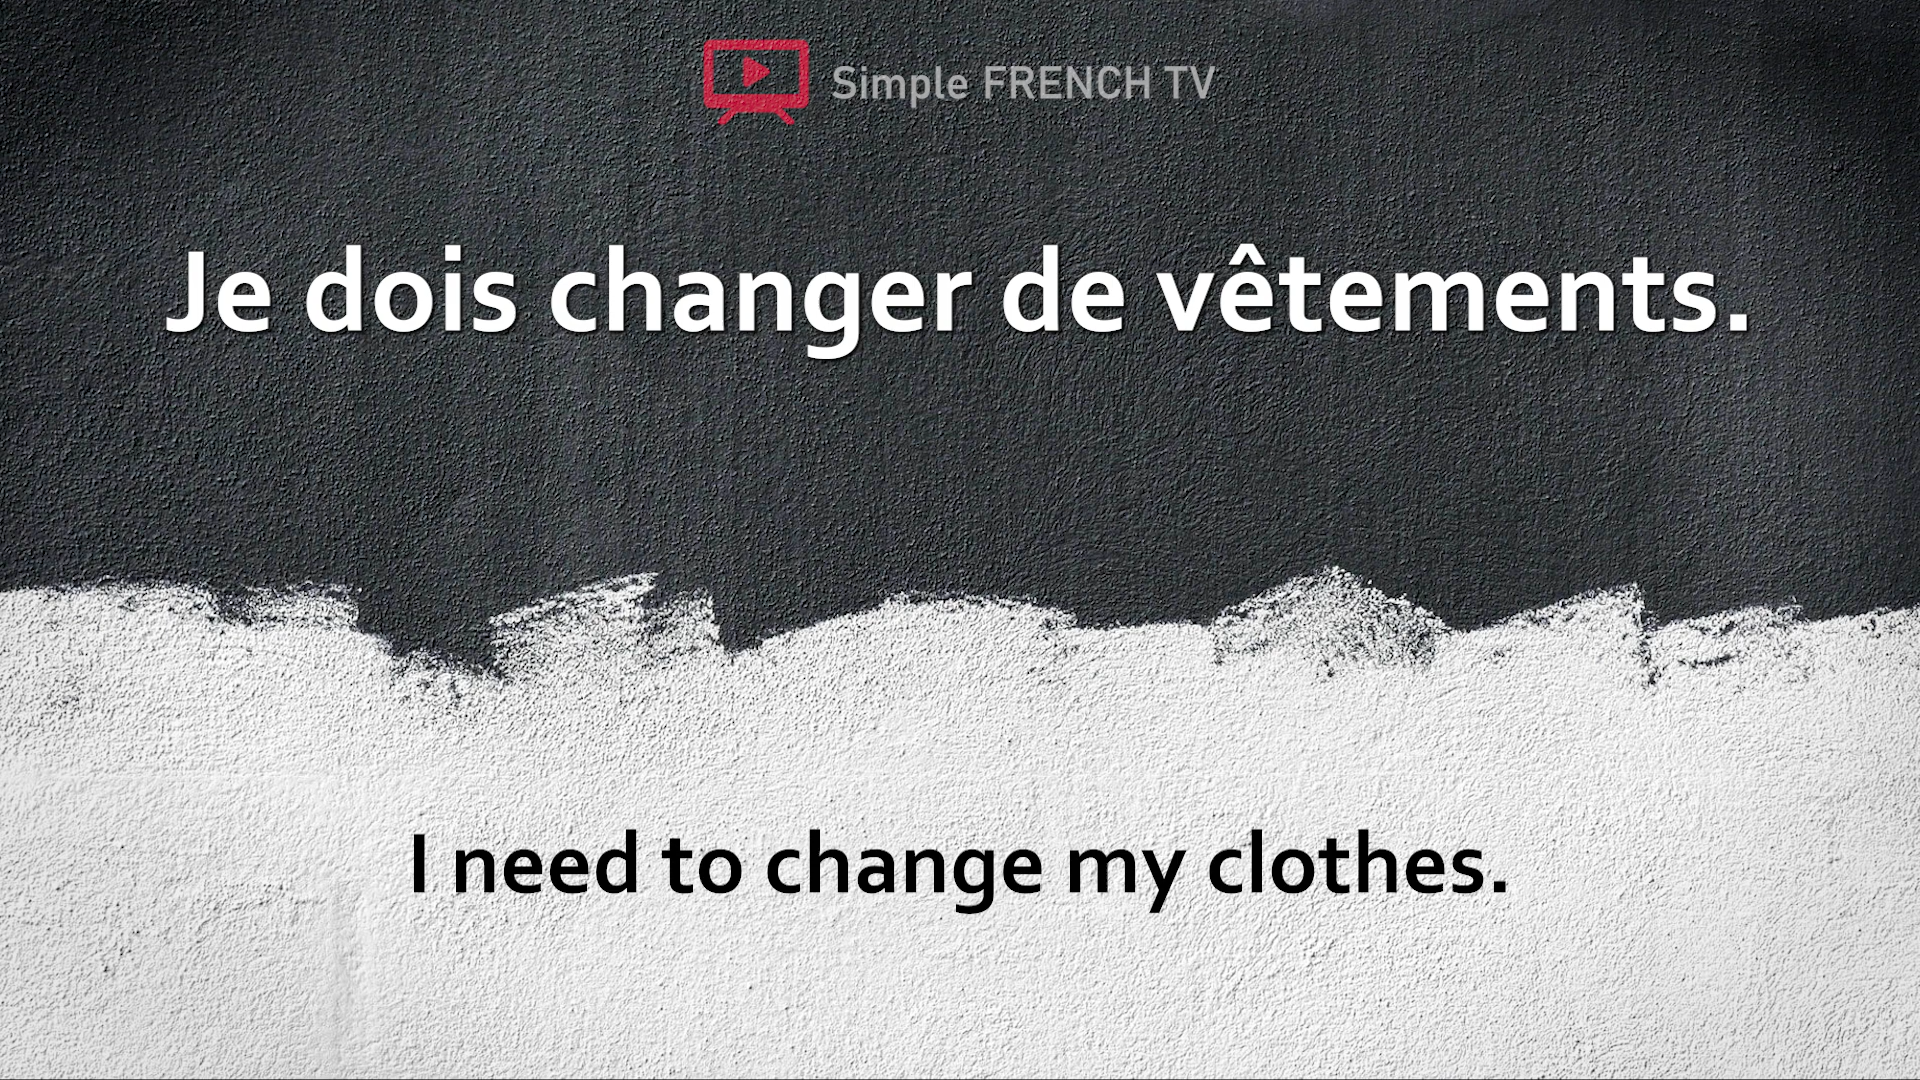 Simple FRENCH TV
Je dois changer de vêtements.
I need to change my clothes.